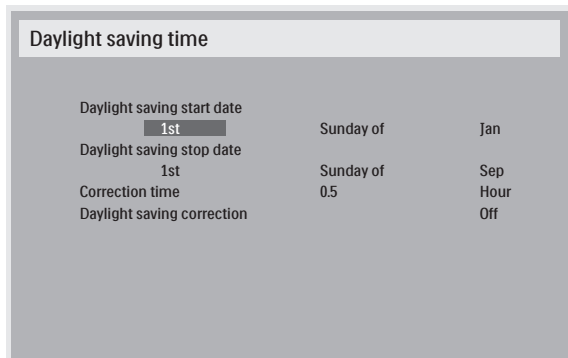 Daylight saving time
Daylight saving start date
1st Sunday of Jan
Daylight saving stop date
1st Sunday of Sep
Correction time 0.5 Hour
Daylight saving correction Off